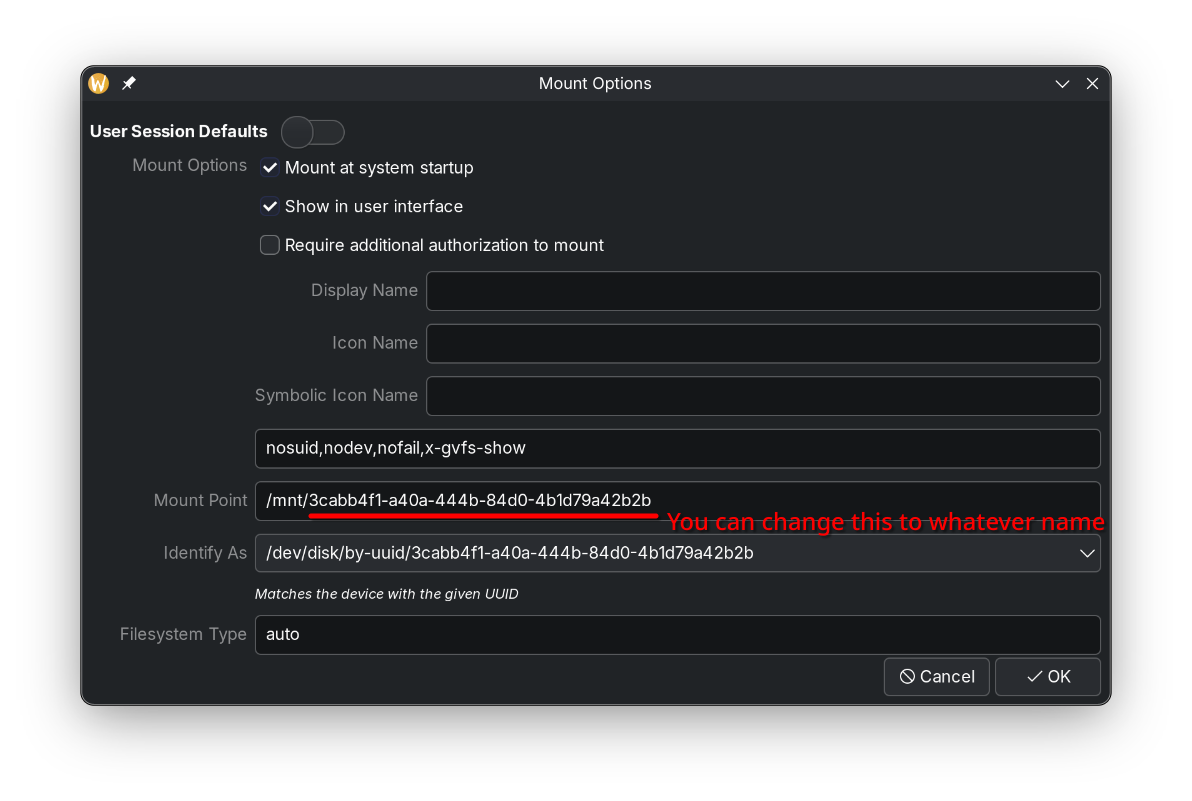 Mount Options
User Session Defaults
Mount Options
Mount at system startup
Show in user interface
Require additional authorization to mount
Display Name
Icon Name
Symbolic Icon Name
nosuid,nodev,nofail,x-gvfs-show
Mount Point /mnt/3cabb4f1-a40a-444b-84d0-4b1d79a42b2b
You can change this to whatever name
Identify As /dev/disk/by-uuid/3cabb4f1-a40a-444b-84d0-4b1d79a42b2b
Matches the device with the given UUID
Filesystem Type auto
Cancel OK